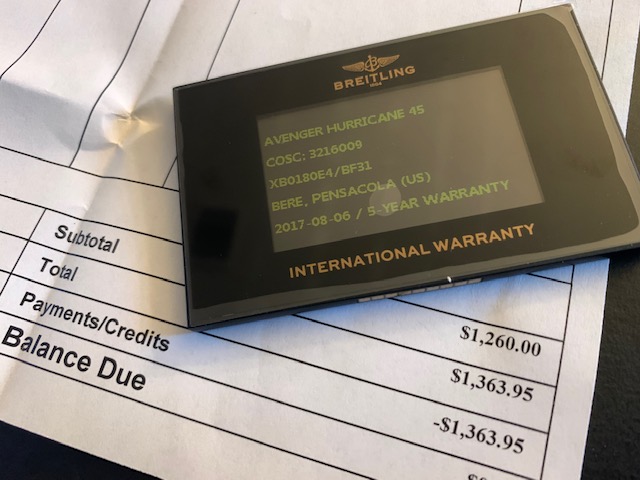 BREITLING
1884
AVENGER HURRICANE 45
COSC: 3216009
XB0180E4/BF31
BERE, PENSACOLA (US)
2017-08-06 / 5-YEAR WARRANTY
INTERNATIONAL WARRANTY
Subtotal $1,260.00
Total $1,363.95
Payments/Credits -$1,363.95
Balance Due